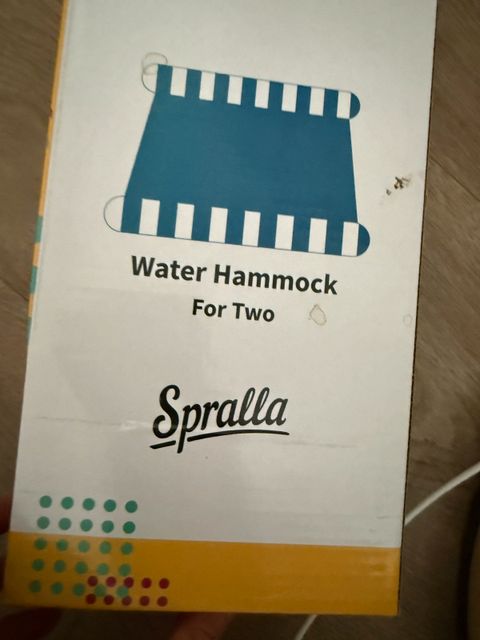 Water Hammock
For Two
Spralla